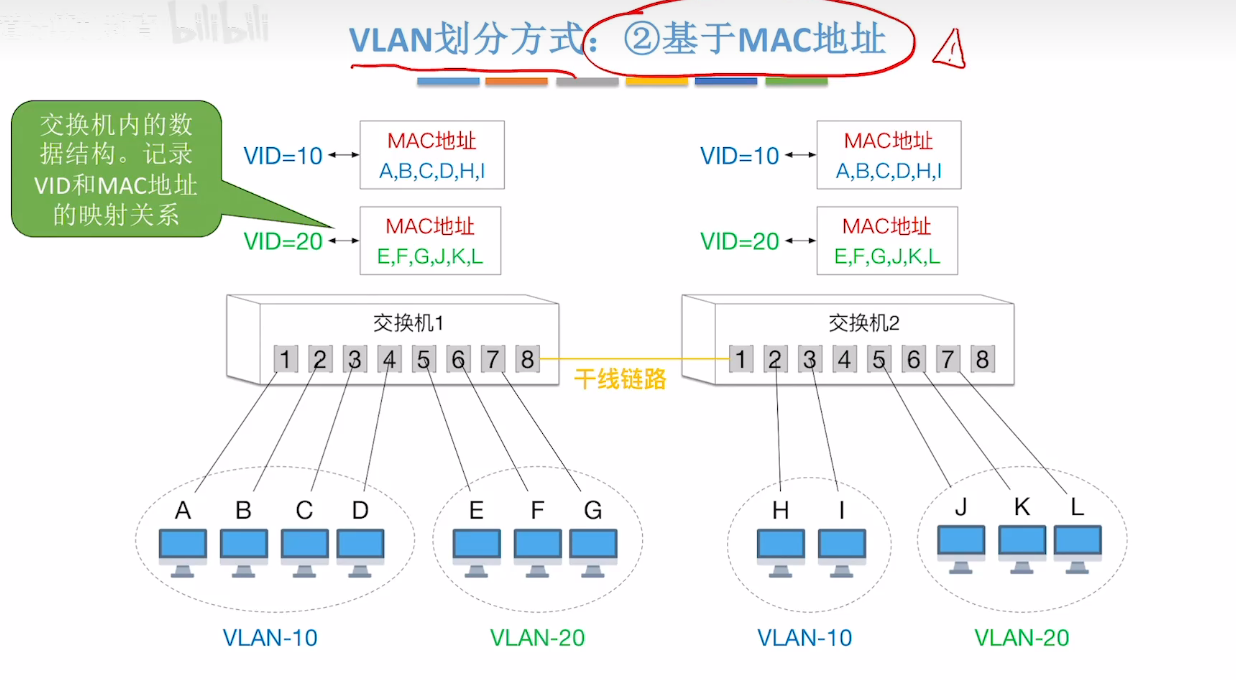 bilibili
VLAN划分方式：②基于MAC地址
交换机内的数
据结构。记录
VID和MAC地址
的映射关系
VID=10
MAC地址
A,B,C,D,H,I
VID=10
MAC地址
A,B,C,D,H,I
VID=20
MAC地址
E,F,G,J,K,L
VID=20
MAC地址
E,F,G,J,K,L
交换机1
1 2 3 4 5 6 7 8
干线链路
交换机2
1 2 3 4 5 6 7 8
A B C D
E F G
H I
J K L
VLAN-10
VLAN-20
VLAN-10
VLAN-20